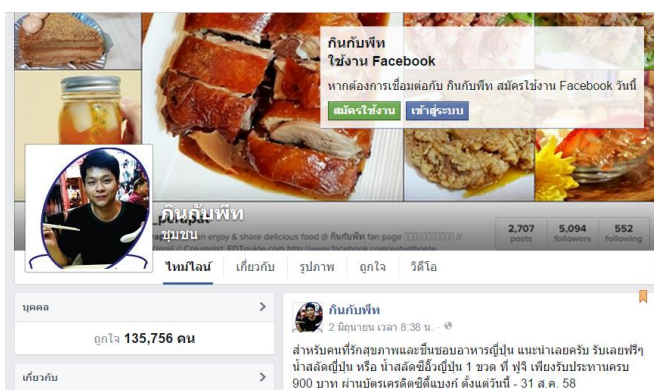 กินกับพีท
ใช้งาน Facebook
หากต้องการเชื่อมต่อกับ กินกับพีท สมัครใช้งาน Facebook วันนี้
สมัครใช้งาน เข้าสู่ระบบ
กินกับพีท
ชุมชน
enjoy & share delicious food @ กินกับพีท fan page
2,707 posts
5,094 followers
552 following
ไทม์ไลน์ เกี่ยวกับ รูปภาพ ถูกใจ วิดีโอ
บุคคล
ถูกใจ 135,756 คน
เกี่ยวกับ
กินกับพีท
2 มิถุนายน เวลา 8:38 น. ·
สำหรับคนที่รักสุขภาพและชื่นชอบอาหารญี่ปุ่น แนะนำเลยครับ รับเลยฟรีๆ
น้ำสลัดญี่ปุ่น หรือ น้ำสลัดซีอิ๊วญี่ปุ่น 1 ขวด ที่ ฟูจิ เพียงรับประทานครบ
900 บาท ผ่านบัตรเครดิตซิตี้แบงก์ ตั้งแต่วันนี้ - 31 ส.ค. 58